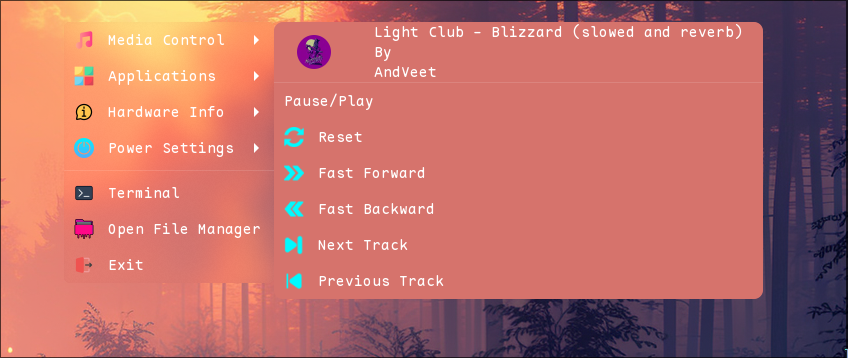 Media Control
Applications
Hardware Info
Power Settings
Terminal
Open File Manager
Exit
Light Club - Blizzard (slowed and reverb)
By
AndVeet
Pause/Play
Reset
Fast Forward
Fast Backward
Next Track
Previous Track